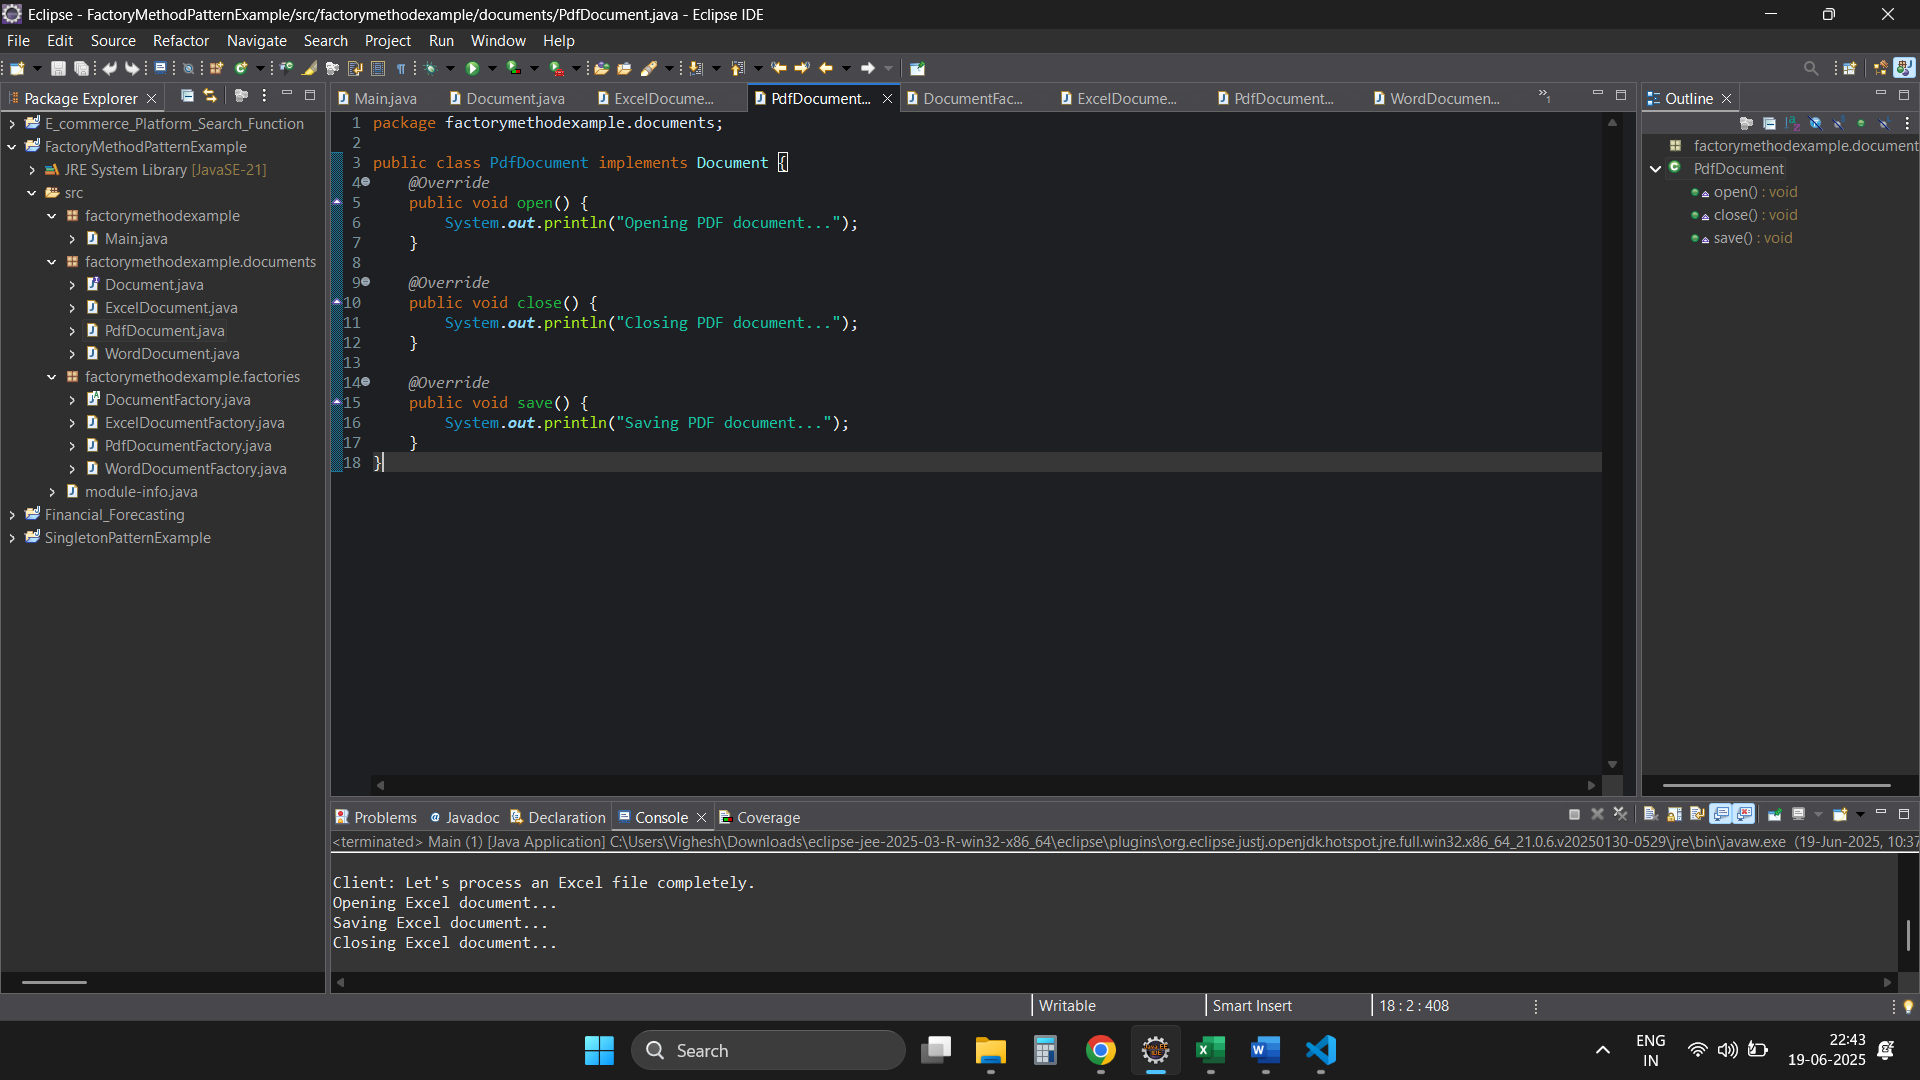 Eclipse - FactoryMethodPatternExample/src/factorymethodexample/documents/PdfDocument.java - Eclipse IDE
File Edit Source Refactor Navigate Search Project Run Window Help
Package Explorer
E_commerce_Platform_Search_Function
FactoryMethodPatternExample
JRE System Library [JavaSE-21]
src
factorymethodexample
Main.java
factorymethodexample.documents
Document.java
ExcelDocument.java
PdfDocument.java
WordDocument.java
factorymethodexample.factories
DocumentFactory.java
ExcelDocumentFactory.java
PdfDocumentFactory.java
WordDocumentFactory.java
module-info.java
Financial_Forecasting
SingletonPatternExample
Main.java Document.java ExcelDocume... PdfDocument... DocumentFac... ExcelDocume... PdfDocument... WordDocumen... »1
1 package factorymethodexample.documents;
2
3 public class PdfDocument implements Document {
4 @Override
5 public void open() {
6 System.out.println("Opening PDF document...");
7 }
8
9 @Override
10 public void close() {
11 System.out.println("Closing PDF document...");
12 }
13
14 @Override
15 public void save() {
16 System.out.println("Saving PDF document...");
17 }
18 }
Outline
factorymethodexample.document
PdfDocument
open() : void
close() : void
save() : void
Problems Javadoc Declaration Console Coverage
<terminated> Main (1) [Java Application] C:\Users\Vighesh\Downloads\eclipse-jee-2025-03-R-win32-x86_64\eclipse\plugins\org.eclipse.justj.openjdk.hotspot.jre.full.win32.x86_64_21.0.6.v20250130-0529\jre\bin\javaw.exe (19-Jun-2025, 10:37
Client: Let's process an Excel file completely.
Opening Excel document...
Saving Excel document...
Closing Excel document...
Writable Smart Insert 18 : 2 : 408
Search
ENG
IN
22:43
19-06-2025